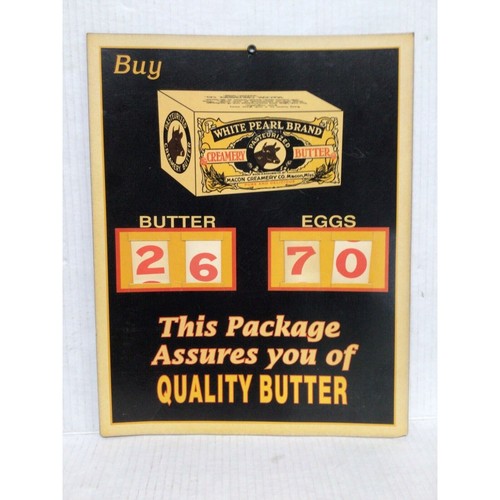 Buy
WHITE PEARL BRAND
PASTEURIZED
CREAMERY BUTTER
MACON CREAMERY CO. MACON, MISS.
BUTTER EGGS
26 70
This Package
Assures you of
QUALITY BUTTER